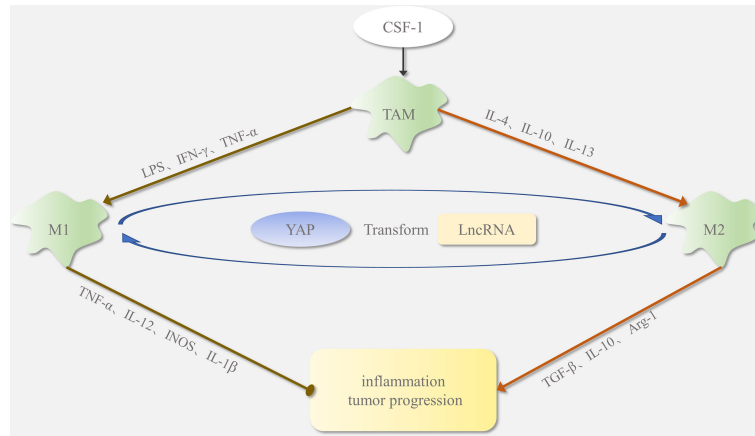 CSF-1
TAM
LPS、IFN-γ、TNF-α
IL-4、IL-10、IL-13
M1
YAP
Transform
LncRNA
M2
TNF-α、IL-12、INOS、IL-1β
TGF-β、IL-10、Arg-1
inflammation
tumor progression